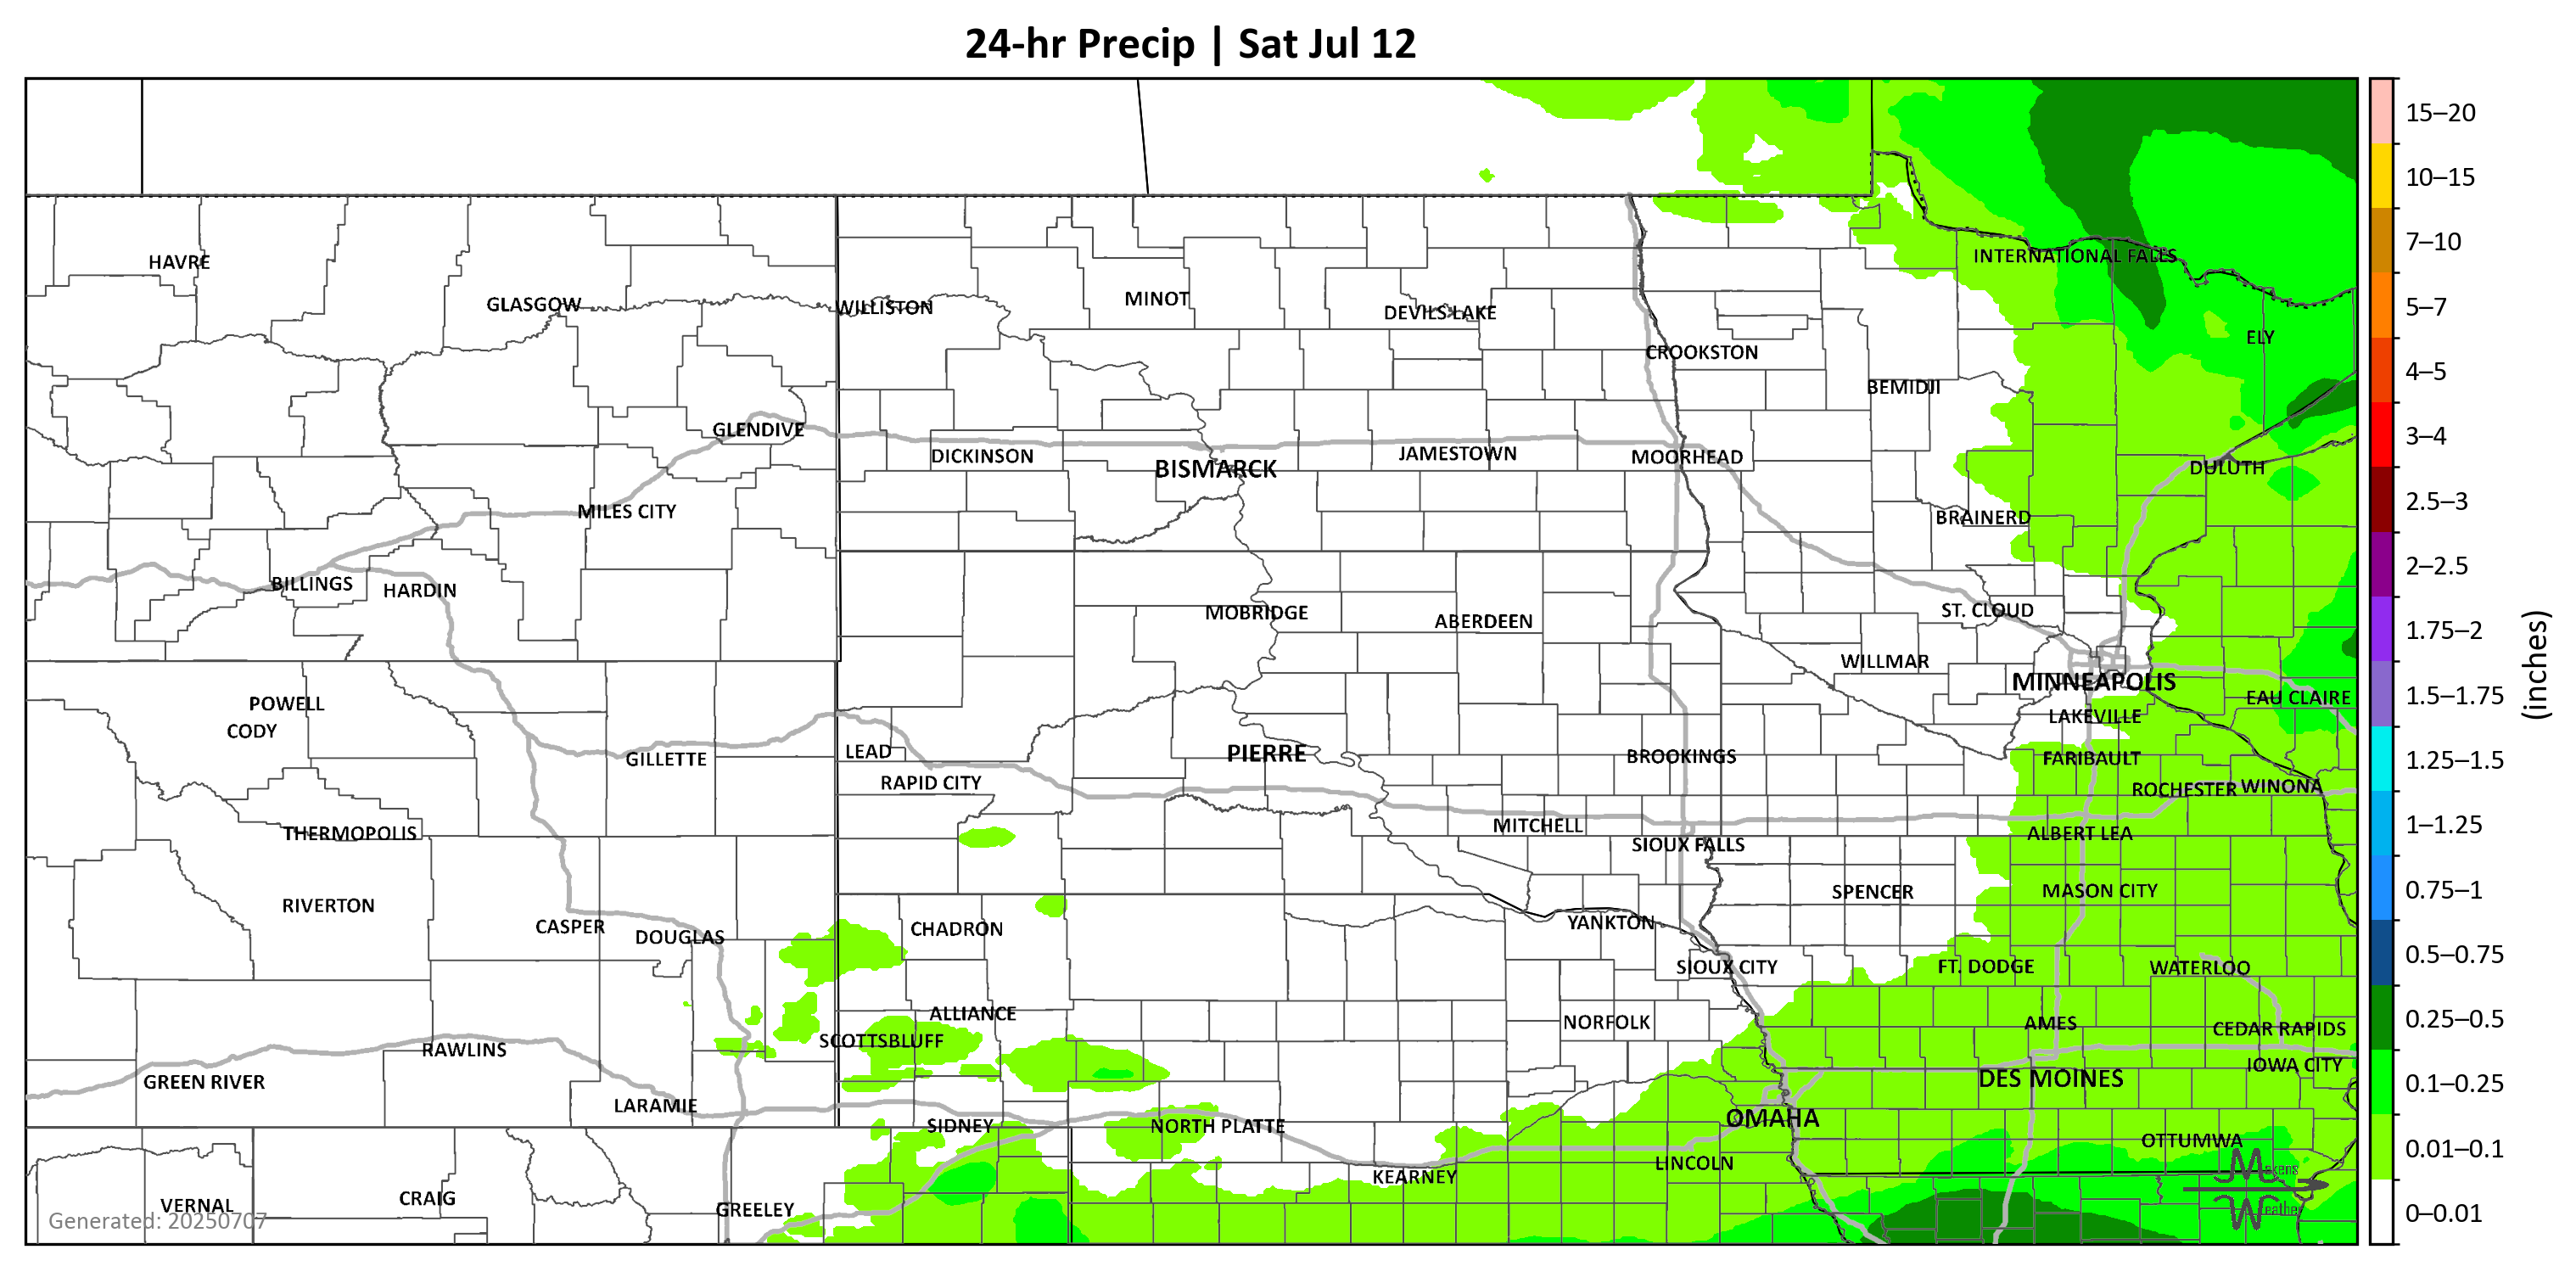 24-hr Precip | Sat Jul 12
15–20
10–15
INTERNATIONAL FALLS
7–10
HAVRE
GLASGOW
WILLISTON
MINOT
DEVILS LAKE
5–7
ELY
CROOKSTON
4–5
BEMIDJI
GLENDIVE
3–4
DICKINSON
BISMARCK
JAMESTOWN
MOORHEAD
DULUTH
MILES CITY
BRAINERD
2.5–3
2–2.5
BILLINGS
HARDIN
MOBRIDGE
ABERDEEN
ST. CLOUD
1.75–2
WILLMAR
MINNEAPOLIS
(inches)
POWELL
EAU CLAIRE
1.5–1.75
CODY
LAKEVILLE
GILLETTE
LEAD
PIERRE
BROOKINGS
FARIBAULT
1.25–1.5
RAPID CITY
ROCHESTER
WINONA
THERMOPOLIS
MITCHELL
ALBERT LEA
1–1.25
SIOUX FALLS
SPENCER
MASON CITY
0.75–1
RIVERTON
CASPER
DOUGLAS
CHADRON
YANKTON
SIOUX CITY
FT. DODGE
WATERLOO
0.5–0.75
ALLIANCE
NORFOLK
AMES
CEDAR RAPIDS
0.25–0.5
SCOTTSBLUFF
RAWLINS
IOWA CITY
GREEN RIVER
DES MOINES
0.1–0.25
LARAMIE
SIDNEY
NORTH PLATTE
OMAHA
OTTUMWA
0.01–0.1
LINCOLN
KEARNEY
Makens
Weather
VERNAL
CRAIG
GREELEY
0–0.01
Generated: 20250707